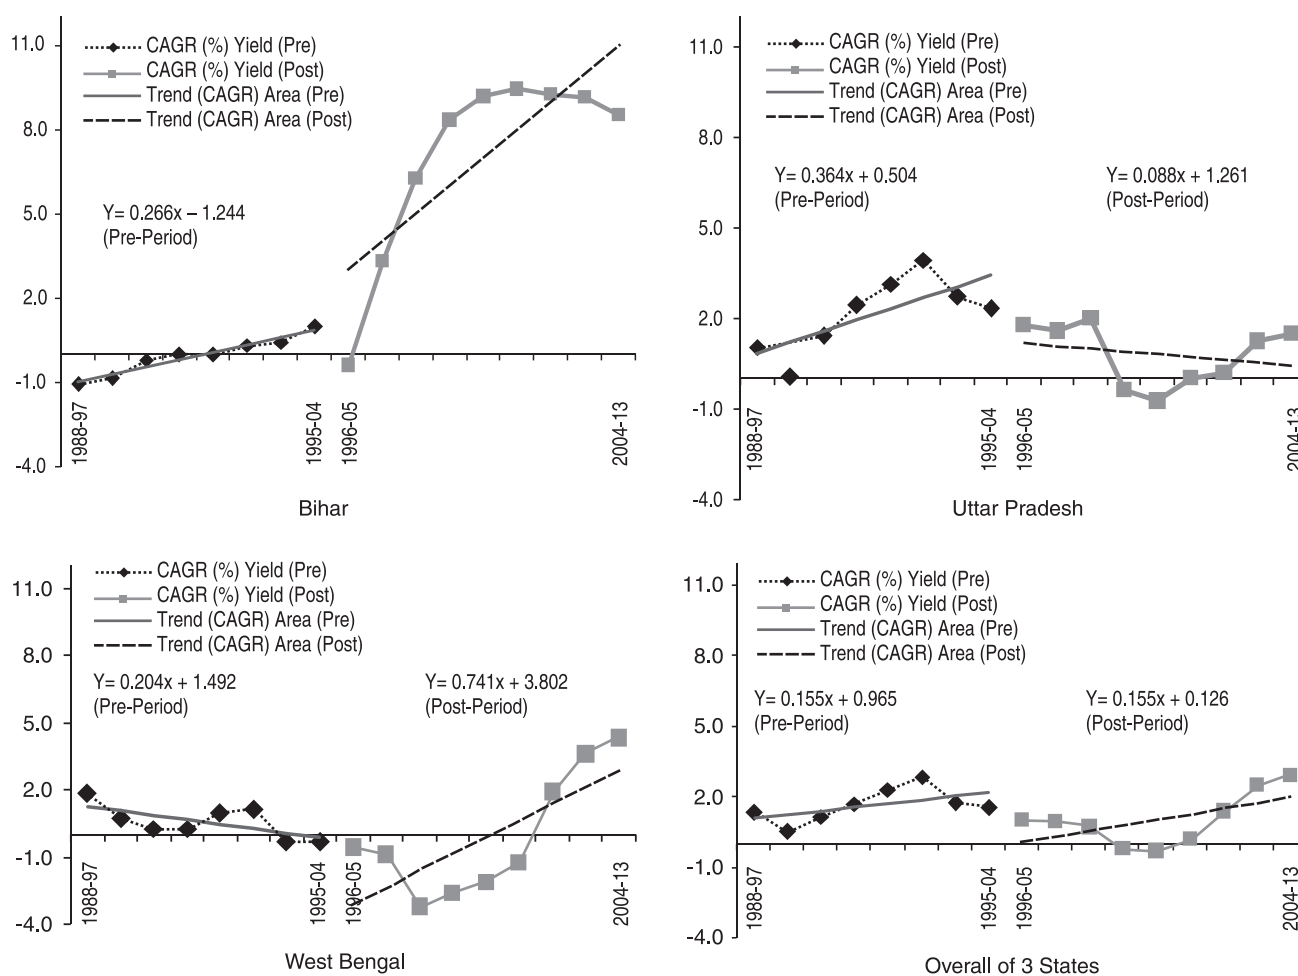 11.0
8.0
5.0
2.0
-1.0
-4.0
CAGR (%) Yield (Pre)
CAGR (%) Yield (Post)
Trend (CAGR) Area (Pre)
Trend (CAGR) Area (Post)
Y= 0.266x – 1.244
(Pre-Period)
1988-97
1995-04
1996-05
2004-13
Bihar
11.0
8.0
5.0
2.0
-1.0
-4.0
CAGR (%) Yield (Pre)
CAGR (%) Yield (Post)
Trend (CAGR) Area (Pre)
Trend (CAGR) Area (Post)
Y= 0.364x + 0.504
(Pre-Period)
Y= 0.088x + 1.261
(Post-Period)
1988-97
1995-04
1996-05
2004-13
Uttar Pradesh
11.0
8.0
5.0
2.0
-1.0
-4.0
CAGR (%) Yield (Pre)
CAGR (%) Yield (Post)
Trend (CAGR) Area (Pre)
Trend (CAGR) Area (Post)
Y= 0.204x + 1.492
(Pre-Period)
Y= 0.741x + 3.802
(Post-Period)
1988-97
1995-04
1996-05
2004-13
West Bengal
11.0
8.0
5.0
2.0
-1.0
-4.0
CAGR (%) Yield (Pre)
CAGR (%) Yield (Post)
Trend (CAGR) Area (Pre)
Trend (CAGR) Area (Post)
Y= 0.155x + 0.965
(Pre-Period)
Y= 0.155x + 0.126
(Post-Period)
1988-97
1995-04
1996-05
2004-13
Overall of 3 States